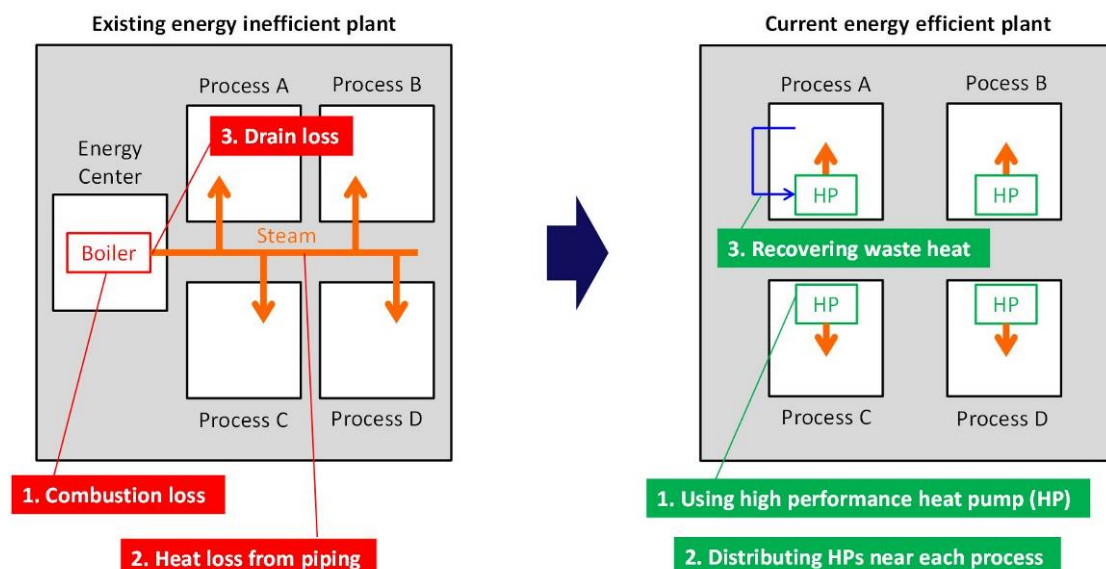 Existing energy inefficient plant
Process A
Process B
3. Drain loss
Energy
Center
Boiler
Steam
Process C
Process D
1. Combustion loss
2. Heat loss from piping
Current energy efficient plant
Process A
Pocess B
HP
HP
3. Recovering waste heat
HP
HP
Process C
Process D
1. Using high performance heat pump (HP)
2. Distributing HPs near each process